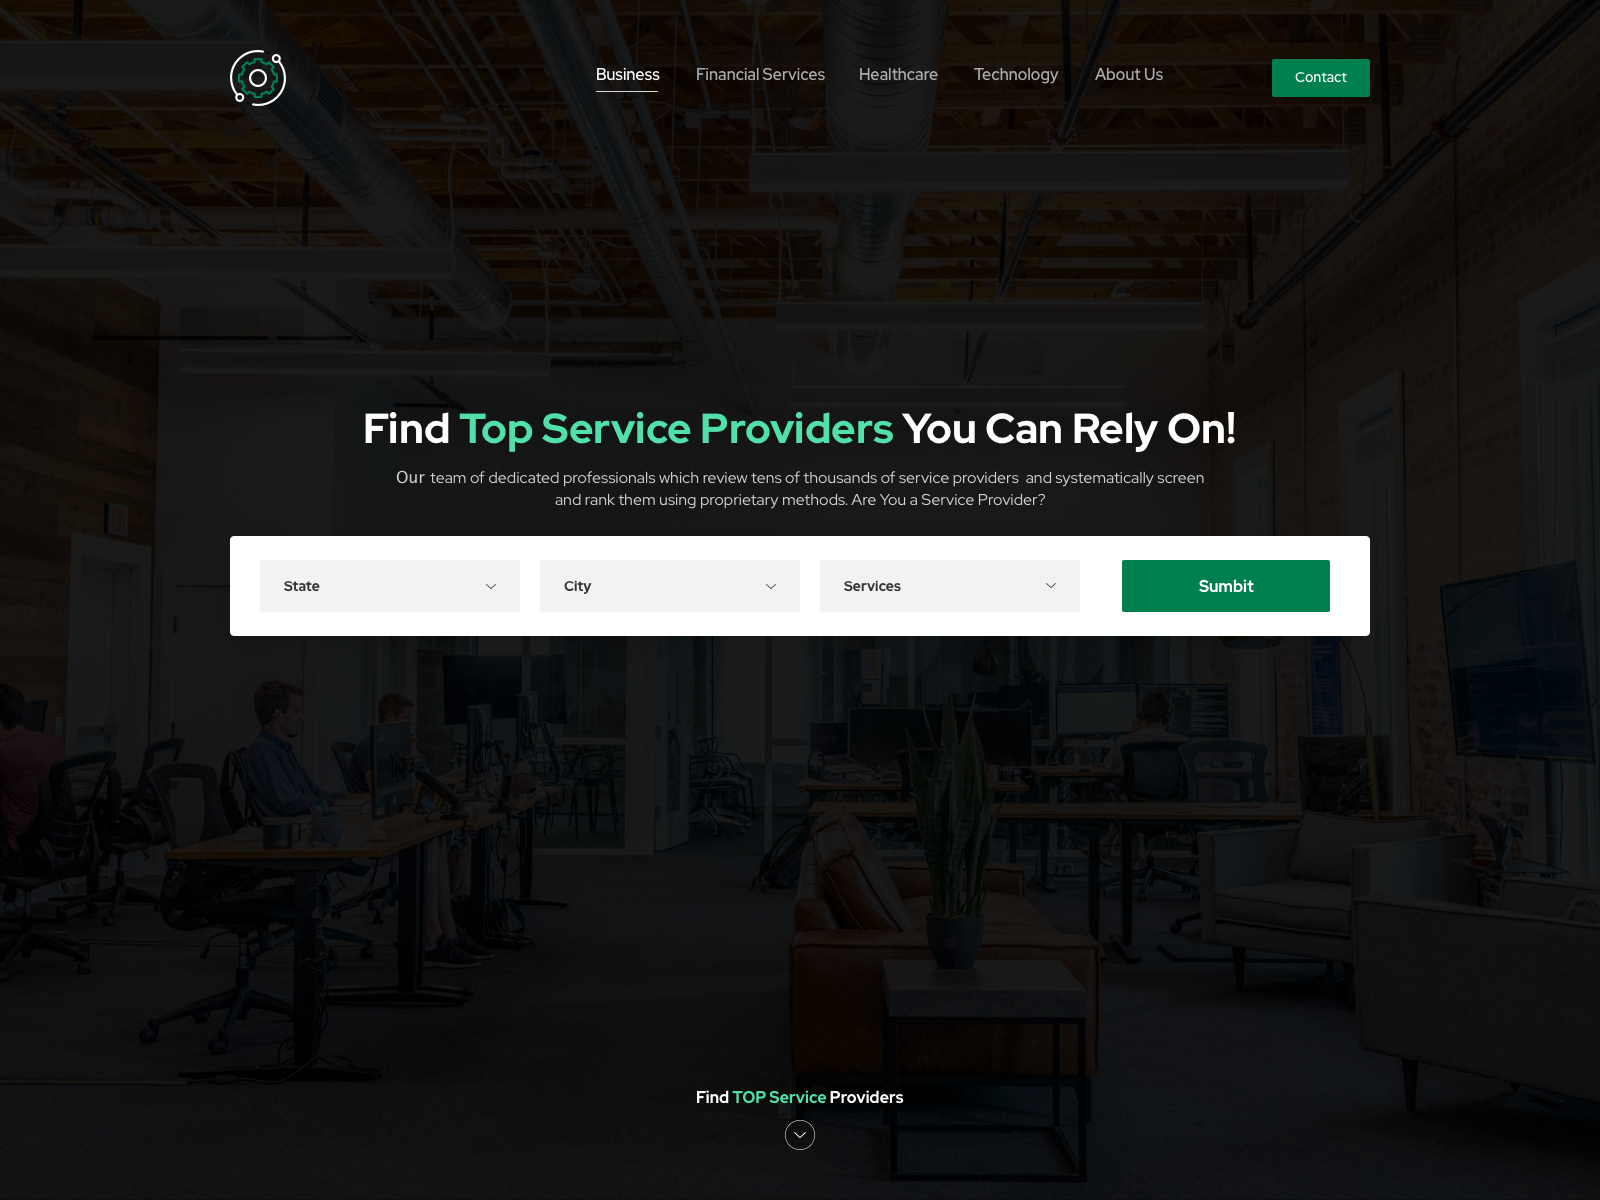 Business Financial Services Healthcare Technology About Us Contact
Find Top Service Providers You Can Rely On!
Our team of dedicated professionals which review tens of thousands of service providers and systematically screen
and rank them using proprietary methods. Are You a Service Provider?
State City Services Sumbit
Find TOP Service Providers